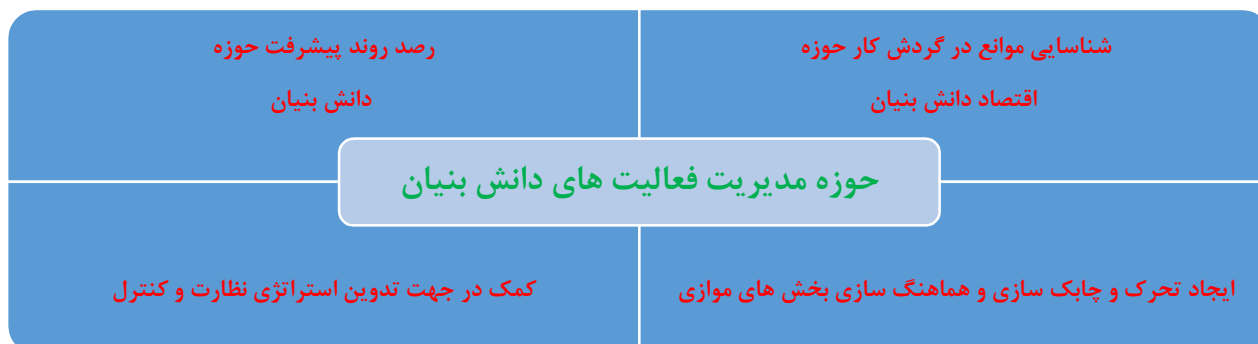 شناسایی موانع در گردش کار حوزه
اقتصاد دانش بنیان
رصد روند پیشرفت حوزه
دانش بنیان
حوزه مدیریت فعالیت های دانش بنیان
ایجاد تحرک و چابک سازی و هماهنگ سازی بخش های موازی
کمک در جهت تدوین استراتژی نظارت و کنترل